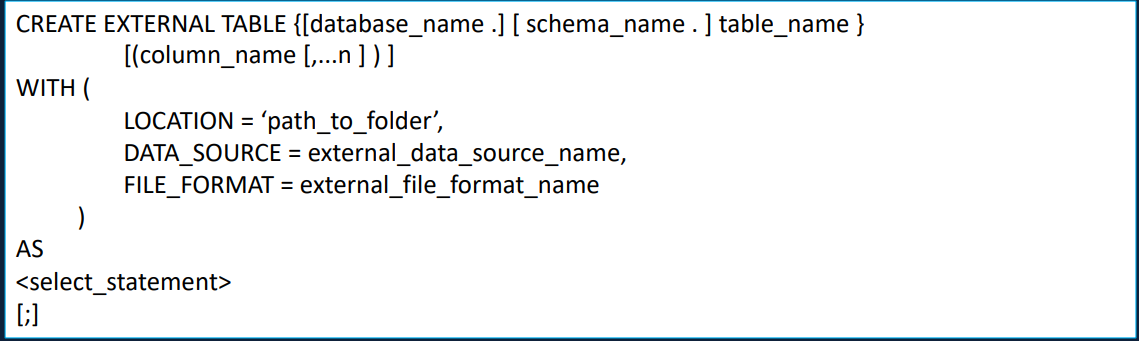 CREATE EXTERNAL TABLE {[database_name .] [ schema_name . ] table_name }
[(column_name [,...n ] ) ]
WITH (
LOCATION = ‘path_to_folder’,
DATA_SOURCE = external_data_source_name,
FILE_FORMAT = external_file_format_name
)
AS
<select_statement>
[;]